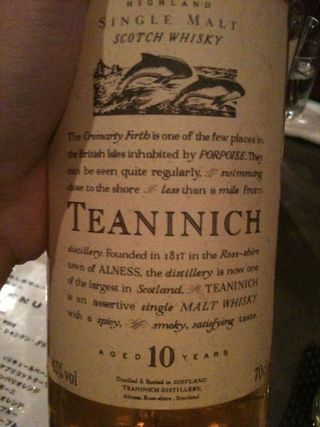 HIGHLAND
SINGLE MALT
SCOTCH WHISKY
The Cromarty Firth is one of the few places in
the British Isles inhabited by PORPOISE. They
can be seen quite regularly, swimming
close to the shore less than a mile from
TEANINICH
distillery. Founded in 1817 in the Ross-shire
town of ALNESS, the distillery is now one
of the largest in Scotland. TEANINICH
is an assertive single MALT WHISKY
with a spicy, smoky, satisfying taste.
AGED 10 YEARS
43% vol
70cl
Distilled & Bottled in SCOTLAND.
TEANINICH DISTILLERY,
Alness, Ross-shire, Scotland.
NU